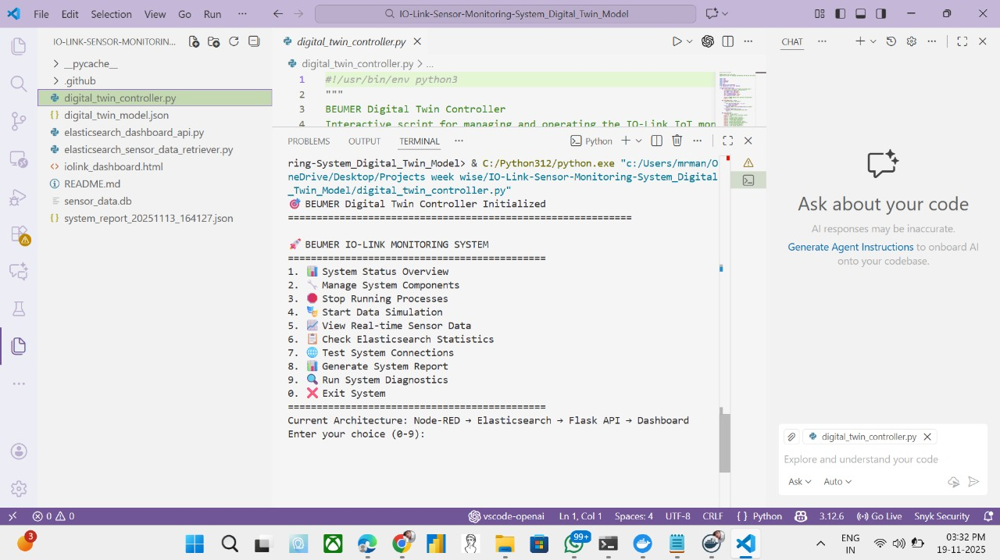 File Edit Selection View Go Run ···
IO-Link-Sensor-Monitoring-System_Digital_Twin_Model
IO-LINK-SENSOR-MONITORIN...
__pycache__
.github
digital_twin_controller.py
digital_twin_model.json
elasticsearch_dashboard_api.py
elasticsearch_sensor_data_retriever.py
iolink_dashboard.html
README.md
sensor_data.db
system_report_20251113_164127.json
digital_twin_controller.py
digital_twin_controller.py > ...
1 #!/usr/bin/env python3
2 """
3 BEUMER Digital Twin Controller
4 Interactive script for managing and operating the IO-Link IoT mon
PROBLEMS OUTPUT TERMINAL ··· Python
ring-System_Digital_Twin_Model> & C:/Python312/python.exe "c:/Users/mrman/O
neDrive/Desktop/Projects week wise/IO-Link-Sensor-Monitoring-System_Digital
_Twin_Model/digital_twin_controller.py"
🎯 BEUMER Digital Twin Controller Initialized
============================================================
🚀 BEUMER IO-LINK MONITORING SYSTEM
=============================================
1. 📊 System Status Overview
2. 🔧 Manage System Components
3. 🛑 Stop Running Processes
4. 🎭 Start Data Simulation
5. 📈 View Real-time Sensor Data
6. 📋 Check Elasticsearch Statistics
7. 🌐 Test System Connections
8. 📊 Generate System Report
9. 🔍 Run System Diagnostics
0. ❌ Exit System
=============================================
Current Architecture: Node-RED → Elasticsearch → Flask API → Dashboard
Enter your choice (0-9):
CHAT ···
Ask about your code
AI responses may be inaccurate.
Generate Agent Instructions to onboard AI
onto your codebase.
digital_twin_controller.py
Explore and understand your code
Ask Auto
0 0 vscode-openai Ln 1, Col 1 Spaces: 4 UTF-8 CRLF { } Python 3.12.6 Go Live Snyk Security
3
99+
ENG
IN
03:32 PM
19-11-2025